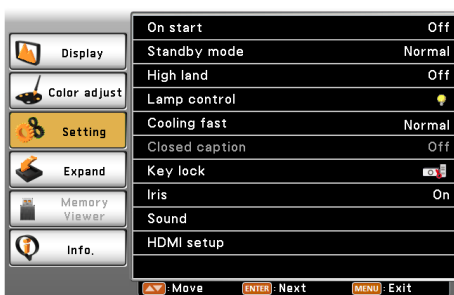 Display
Color adjust
Setting
Expand
Memory
Viewer
Info.
On start Off
Standby mode Normal
High land Off
Lamp control
Cooling fast Normal
Closed caption Off
Key lock
Iris On
Sound
HDMI setup
:Move ENTER :Next MENU :Exit